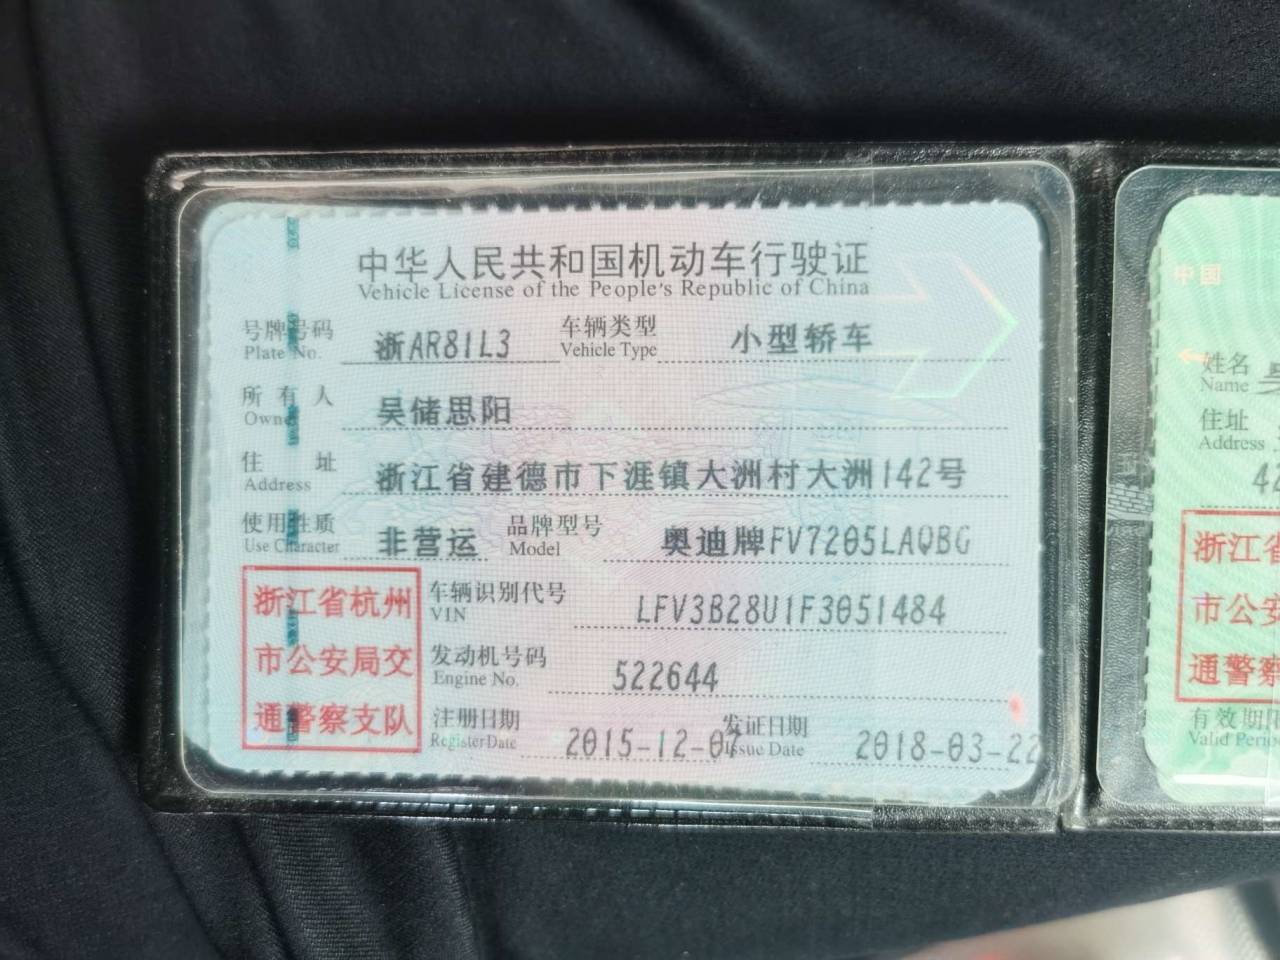 中华人民共和国机动车行驶证
Vehicle License of the People's Republic of China
号牌号码 浙AR81L3 车辆类型 小型轿车
Plate No. Vehicle Type
所有人 吴储思阳
Owner
住址 浙江省建德市下涯镇大洲村大洲142号
Address
使用性质 非营运 品牌型号 奥迪牌FV7205LAQBG
Use Character Model
浙江省杭州
市公安局交
通警察支队
车辆识别代号 LFV3B28U1F3051484
VIN
发动机号码 522644
Engine No.
注册日期 2015-12-07 发证日期 2018-03-22
Register Date Issue Date
中国
姓名
Name
住址
Address
浙江省
市公安
通警察
有效期限
Valid Period